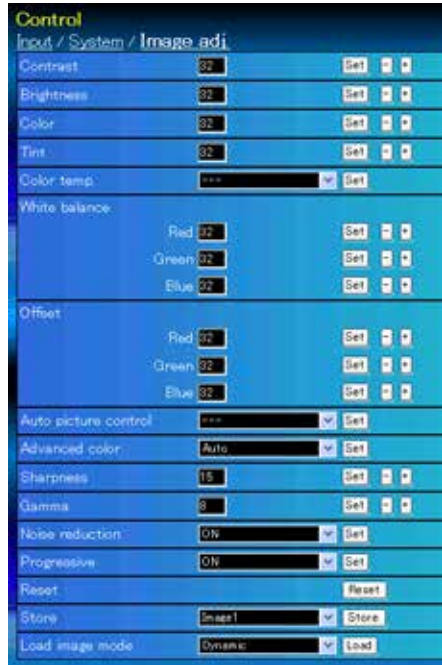 Control
Input / System / Image adj.
Contrast 32 Set - +
Brightness 32 Set - +
Color 32 Set - +
Tint 32 Set - +
Color temp. --- Set
White balance
Red 32 Set - +
Green 32 Set - +
Blue 32 Set - +
Offset
Red 32 Set - +
Green 32 Set - +
Blue 32 Set - +
Auto picture control --- Set
Advanced color Auto Set
Sharpness 15 Set - +
Gamma 8 Set - +
Noise reduction ON Set
Progressive ON Set
Reset Reset
Store Image1 Store
Load image mode Dynamic Load